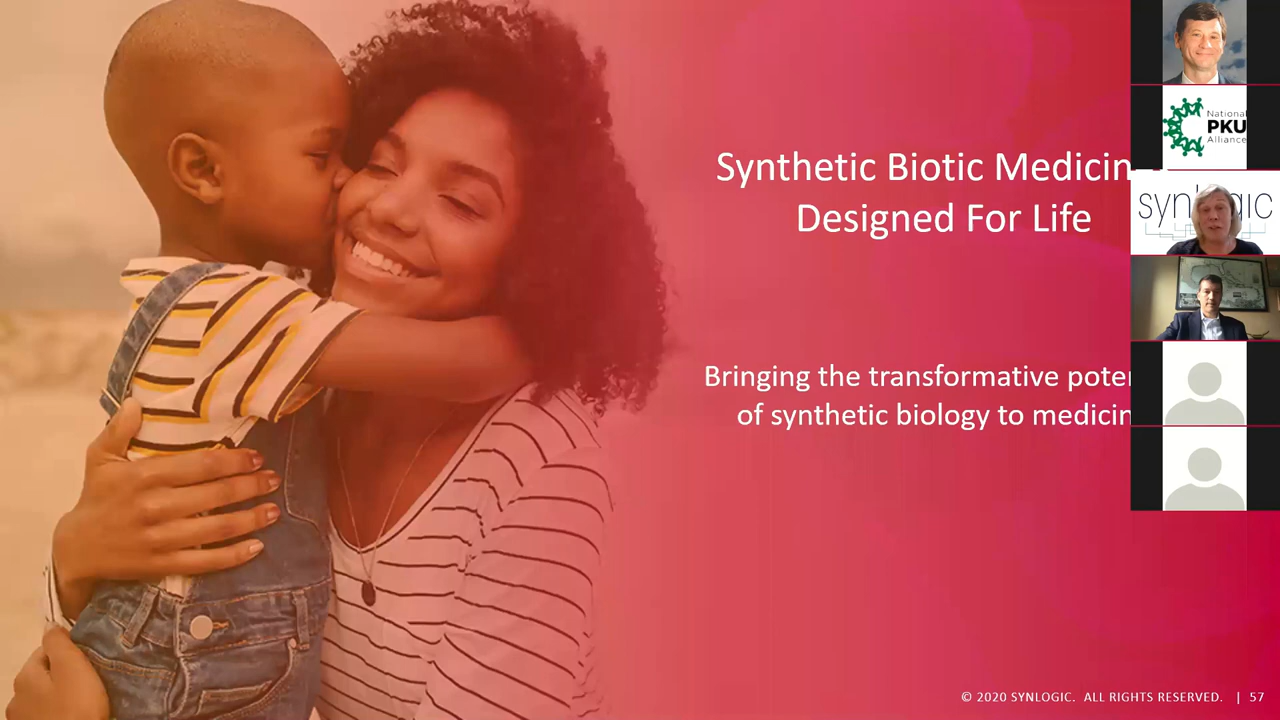 Synthetic Biotic Medicin
Designed For Life
Bringing the transformative poten
of synthetic biology to medicin
© 2020 SYNLOGIC. ALL RIGHTS RESERVED. | 57
National
PKU
Alliance
synlogic